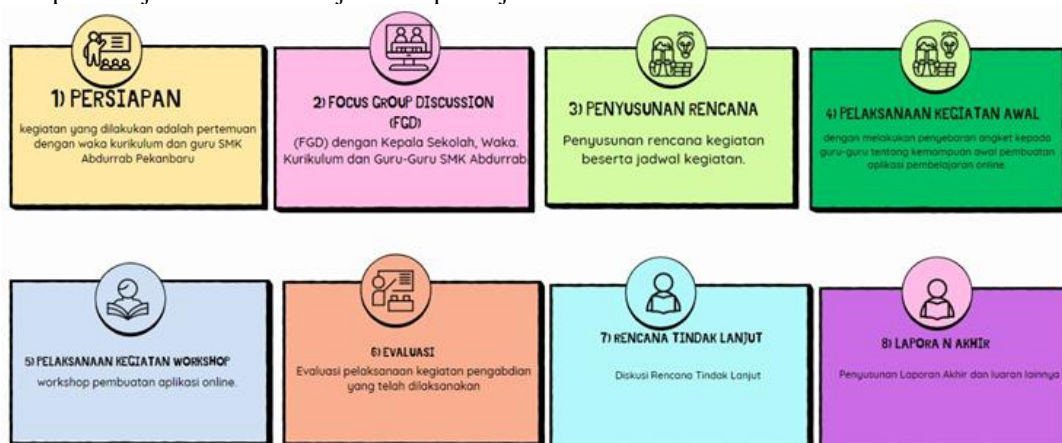 1) PERSIAPAN
kegiatan yang dilakukan adalah pertemuan
dengan waka kurikulum dan guru SMK
Abdurrab Pekanbaru
2) FOCUS GROUP DISCUSSION
(FGD)
(FGD) dengan Kepala Sekolah, Waka.
Kurikulum dan Guru-Guru SMK Abdurrab.
3) PENYUSUNAN RENCANA
Penyusunan rencana kegiatan
beserta jadwal kegiatan.
4) PELAKSANAAN KEGIATAN AWAL
dengan melakukan penyebaran angket kepada
guru-guru tentang kemampuan awal pembuatan
aplikasi pembelajaran online.
5) PELAKSANAAN KEGIATAN WORKSHOP
workshop pembuatan aplikasi online.
6) EVALUASI
Evaluasi pelaksanaan kegiatan pengabdian
yang telah dilaksanakan
7) RENCANA TINDAK LANJUT
Diskusi Rencana Tindak Lanjut
8) LAPORA N AKHIR
Penyusunan Laporan Akhir dan luaran lainnya